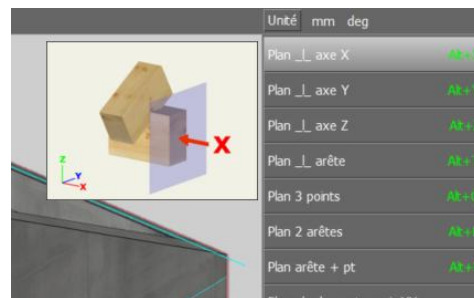 Unité mm deg
Plan _|_ axe X
Plan _|_ axe Y
Plan _|_ axe Z
Plan _|_ arête
Plan 3 points
Plan 2 arêtes
Plan arête + pt
X
Z
Y
X